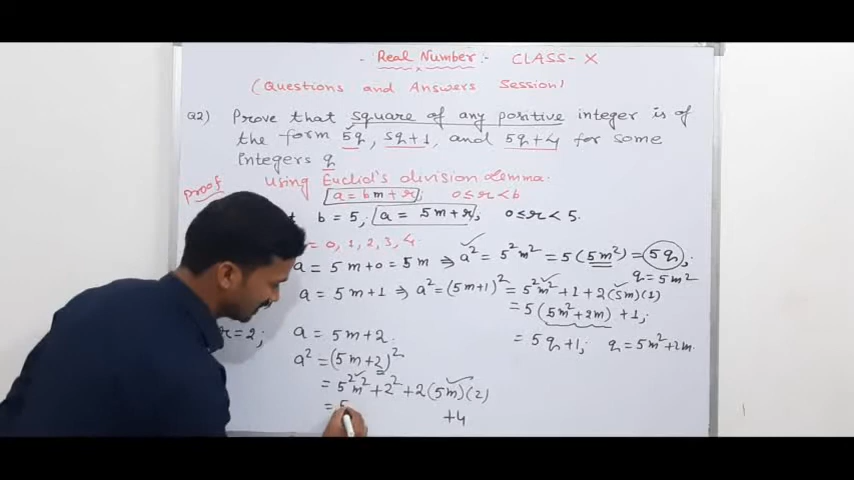 Real Number :- CLASS - X
(Questions and Answers Session)
Q2) Prove that square of any positive integer is of
the form 5q, 5q+1, and 5q+4 for some
integers q
proof Using Euclid's division lemma.
a = bm + r; 0 ≤ r < b
b = 5, a = 5m + r, 0 ≤ r < 5.
= 0, 1, 2, 3, 4.
a = 5m + 0 = 5m ⇒ a² = 5²m² = 5(5m²) = 5q,
q = 5m²
a = 5m + 1 ⇒ a² = (5m+1)² = 5²m² + 1 + 2(5m)(1)
= 5(5m² + 2m) + 1;
= 5q + 1; q = 5m² + 2m.
r = 2; a = 5m + 2.
a² = (5m + 2)²
= 5²m² + 2² + 2(5m)(2)
= 5 + 4